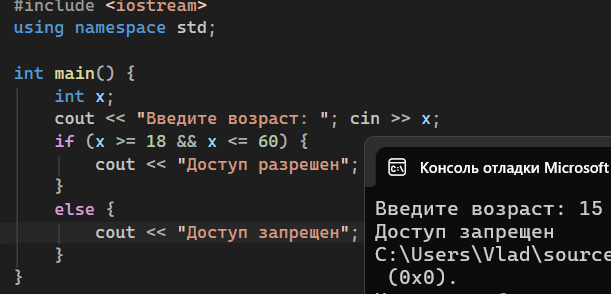 #include <iostream>
using namespace std;
int main() {
int x;
cout << "Введите возраст: "; cin >> x;
if (x >= 18 && x <= 60) {
cout << "Доступ разрешен";
}
else {
cout << "Доступ запрещен";
}
}
Консоль отладки Microsoft
Введите возраст: 15
Доступ запрещен
C:\Users\Vlad\source
(0x0).